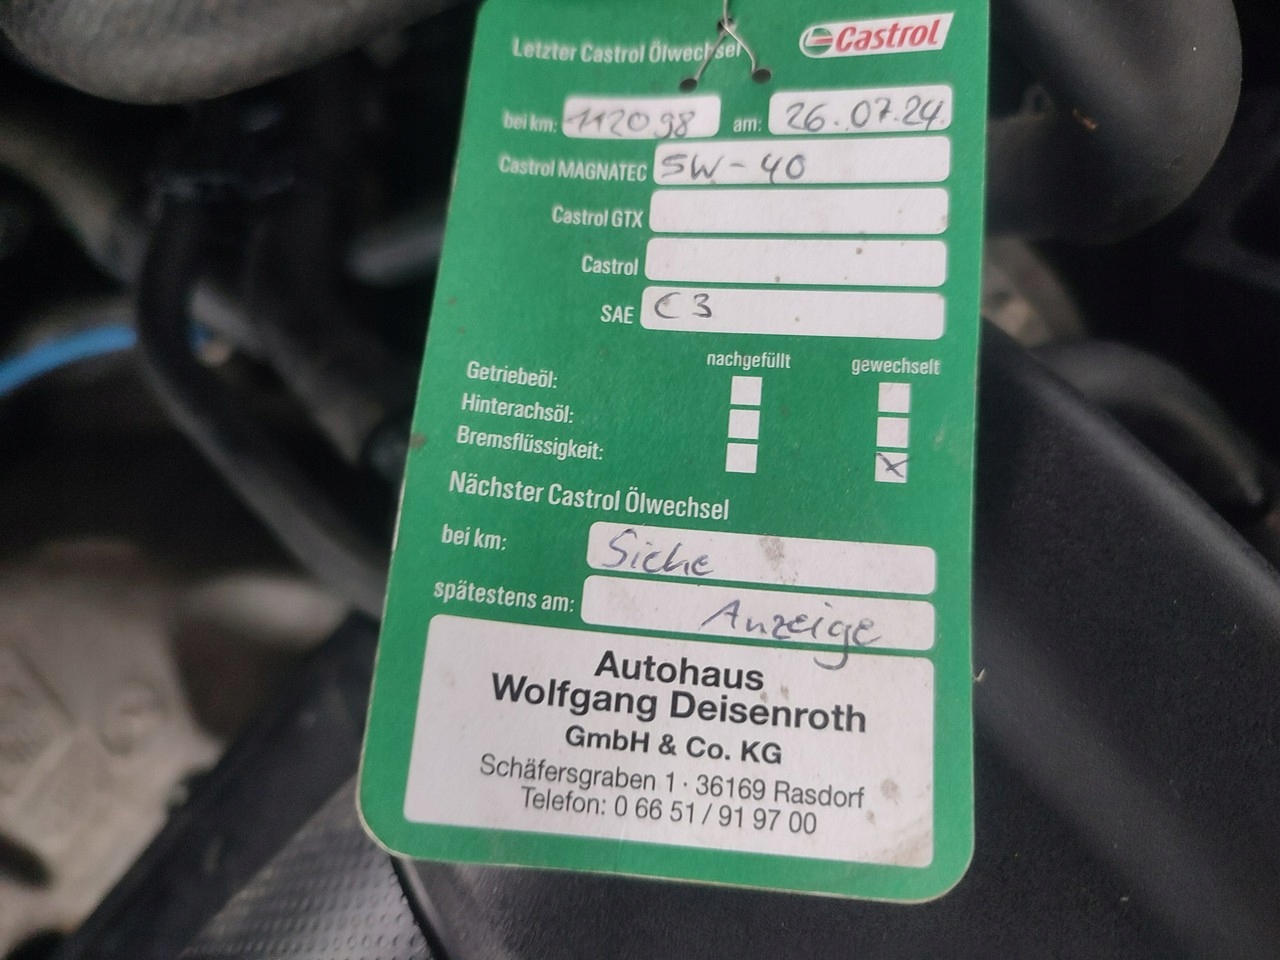 Letzter Castrol Ölwechsel Castrol
bei km: 112098 am: 26.07.24
Castrol MAGNATEC 5W-40
Castrol GTX
Castrol
SAE C3
nachgefüllt gewechselt
Getriebeöl:
Hinterachsöl:
Bremsflüssigkeit: X
Nächster Castrol Ölwechsel
bei km: Siehe
spätestens am: Anzeige
Autohaus
Wolfgang Deisenroth
GmbH & Co. KG
Schäfersgraben 1 · 36169 Rasdorf
Telefon: 0 66 51 / 91 97 00